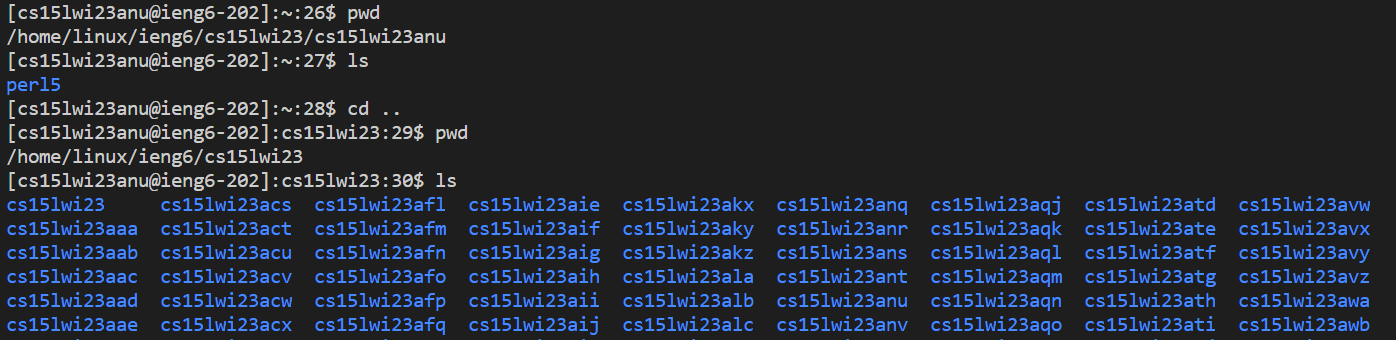 [cs15lwi23anu@ieng6-202]:~:26$ pwd
/home/linux/ieng6/cs15lwi23/cs15lwi23anu
[cs15lwi23anu@ieng6-202]:~:27$ ls
perl5
[cs15lwi23anu@ieng6-202]:~:28$ cd ..
[cs15lwi23anu@ieng6-202]:cs15lwi23:29$ pwd
/home/linux/ieng6/cs15lwi23
[cs15lwi23anu@ieng6-202]:cs15lwi23:30$ ls
cs15lwi23 cs15lwi23acs cs15lwi23afl cs15lwi23aie cs15lwi23akx cs15lwi23anq cs15lwi23aqj cs15lwi23atd cs15lwi23avw
cs15lwi23aaa cs15lwi23act cs15lwi23afm cs15lwi23aif cs15lwi23aky cs15lwi23anr cs15lwi23aqk cs15lwi23ate cs15lwi23avx
cs15lwi23aab cs15lwi23acu cs15lwi23afn cs15lwi23aig cs15lwi23akz cs15lwi23ans cs15lwi23aql cs15lwi23atf cs15lwi23avy
cs15lwi23aac cs15lwi23acv cs15lwi23afo cs15lwi23aih cs15lwi23ala cs15lwi23ant cs15lwi23aqm cs15lwi23atg cs15lwi23avz
cs15lwi23aad cs15lwi23acw cs15lwi23afp cs15lwi23aii cs15lwi23alb cs15lwi23anu cs15lwi23aqn cs15lwi23ath cs15lwi23awa
cs15lwi23aae cs15lwi23acx cs15lwi23afq cs15lwi23aij cs15lwi23alc cs15lwi23anv cs15lwi23aqo cs15lwi23ati cs15lwi23awb